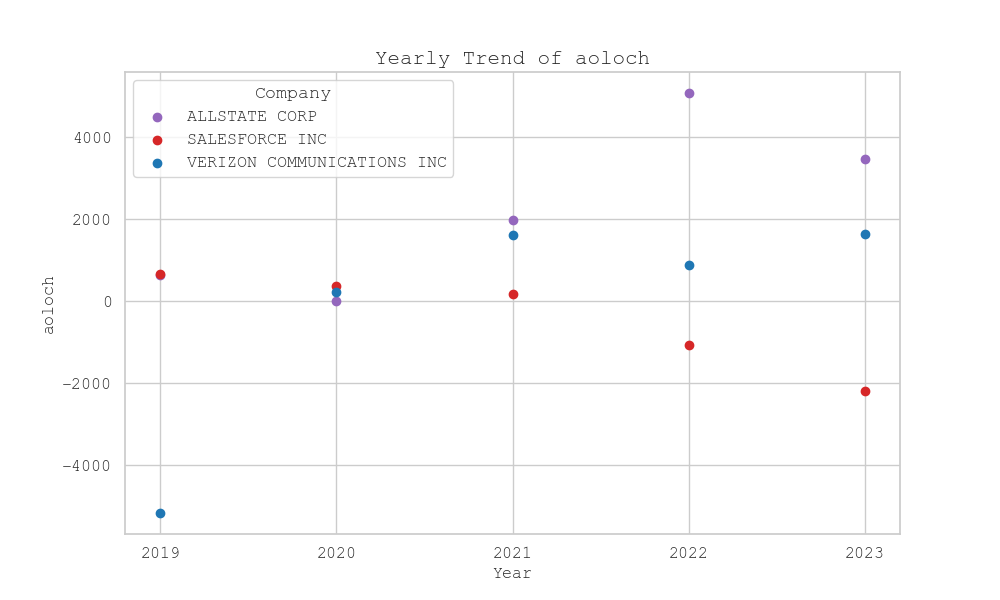 Yearly Trend of aoloch
Company
ALLSTATE CORP
SALESFORCE INC
VERIZON COMMUNICATIONS INC
aoloch
4000
2000
0
−2000
−4000
2019 2020 2021 2022 2023
Year